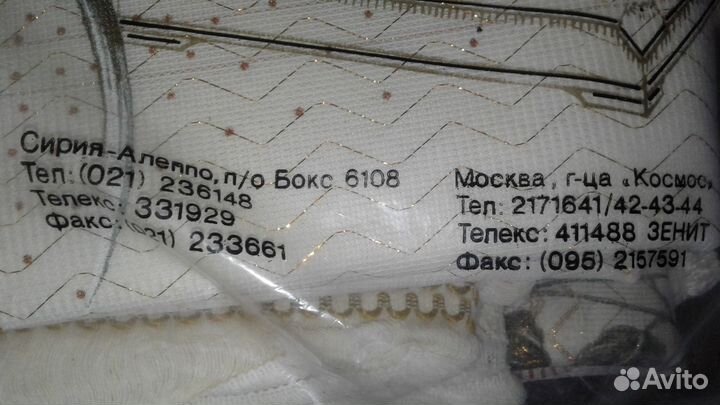 Сирия-Алеппо, п/о Бокс 6108
Тел: (021) 236148
Телекс: 331929
Факс: (021) 233661
Москва, г-ца „Космос„
Тел: 2171641/42-43-44
Телекс: 411488 ЗЕНИТ
Факс: (095) 2157591
Avito